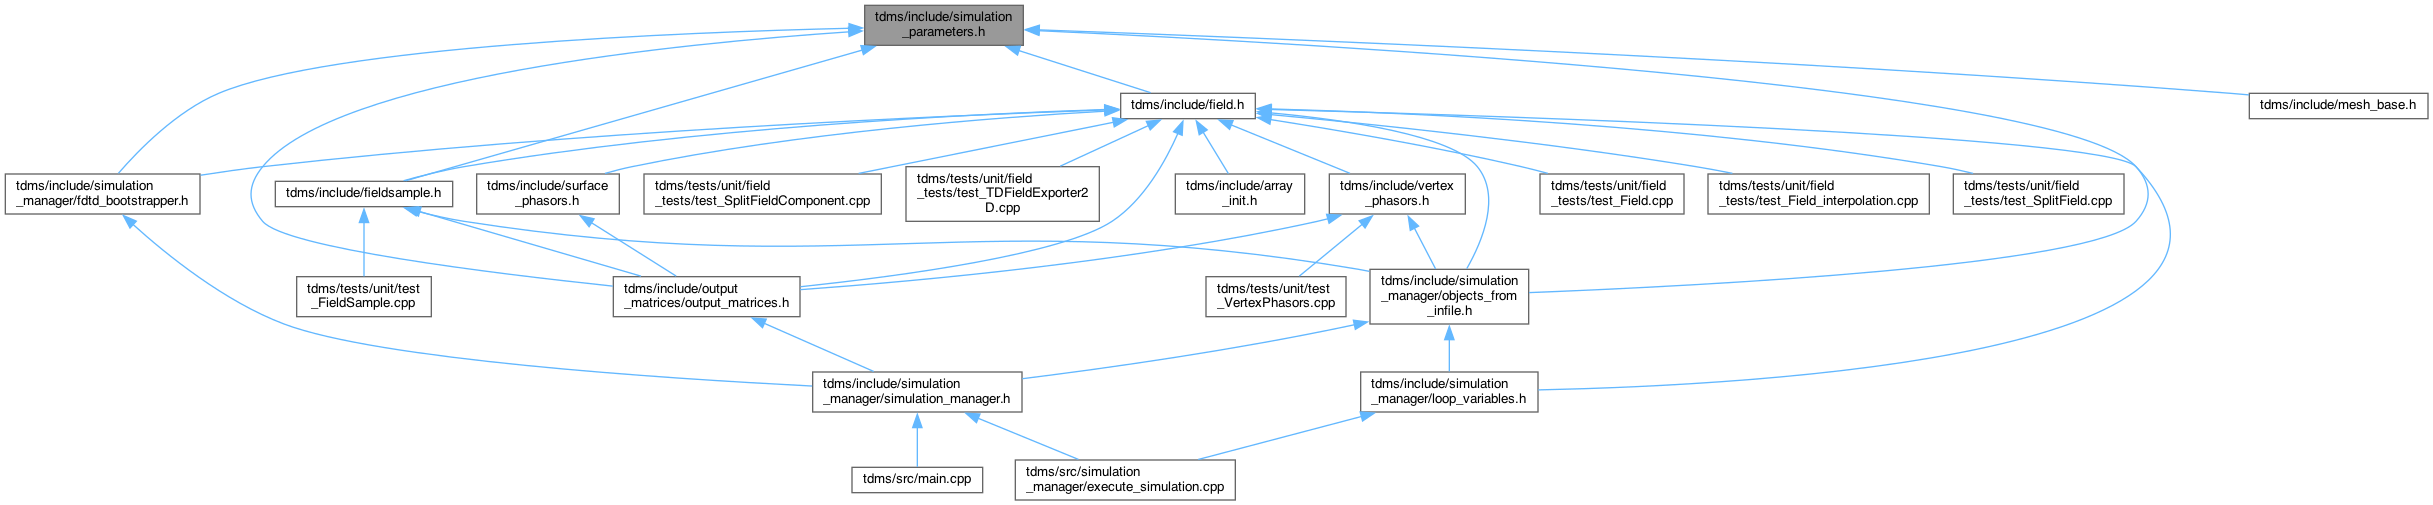 tdms/include/simulation
_parameters.h
tdms/include/field.h
tdms/include/mesh_base.h
tdms/include/simulation
_manager/fdtd_bootstrapper.h
tdms/include/fieldsample.h
tdms/include/surface
_phasors.h
tdms/tests/unit/field
_tests/test_SplitFieldComponent.cpp
tdms/tests/unit/field
_tests/test_TDFieldExporter2
D.cpp
tdms/include/array
_init.h
tdms/include/vertex
_phasors.h
tdms/tests/unit/field
_tests/test_Field.cpp
tdms/tests/unit/field
_tests/test_Field_interpolation.cpp
tdms/tests/unit/field
_tests/test_SplitField.cpp
tdms/tests/unit/test
_FieldSample.cpp
tdms/include/output
_matrices/output_matrices.h
tdms/tests/unit/test
_VertexPhasors.cpp
tdms/include/simulation
_manager/objects_from
_infile.h
tdms/include/simulation
_manager/simulation_manager.h
tdms/include/simulation
_manager/loop_variables.h
tdms/src/main.cpp
tdms/src/simulation
_manager/execute_simulation.cpp